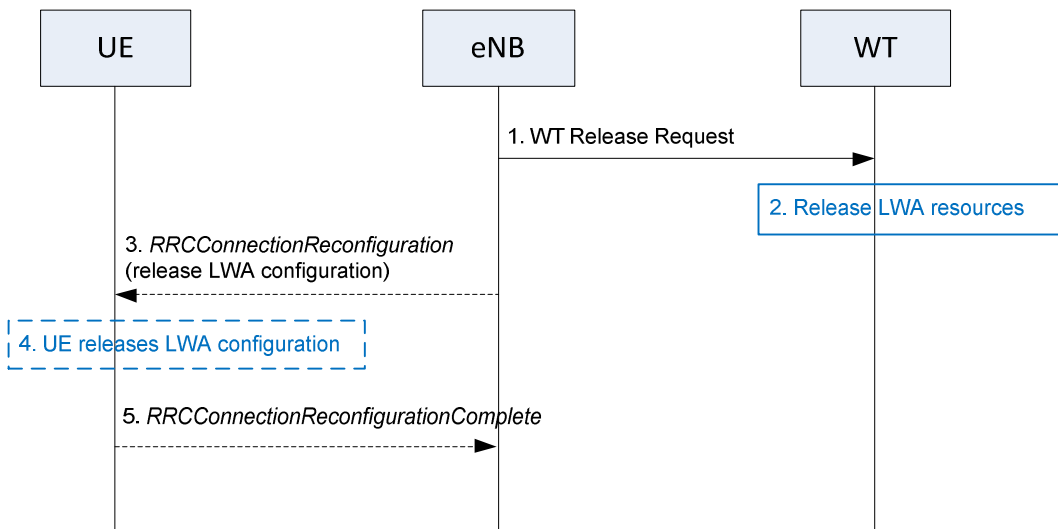 UE
eNB
WT
1. WT Release Request
2. Release LWA resources
3. RRCConnectionReconfiguration
(release LWA configuration)
4. UE releases LWA configuration
5. RRCConnectionReconfigurationComplete